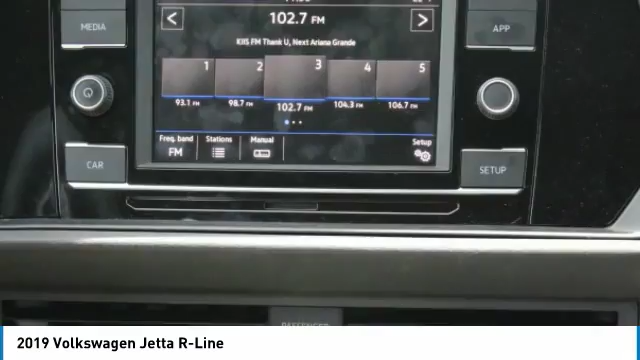 102.7 FM
MEDIA
APP
KIIS FM Thank U, Next Ariana Grande
1 2 3 4 5
93.1 FM 98.7 FM 102.7 FM 104.3 FM 106.7 FM
Freq. band Stations Manual Setup
FM
CAR
SETUP
PASSENGER
2019 Volkswagen Jetta R-Line